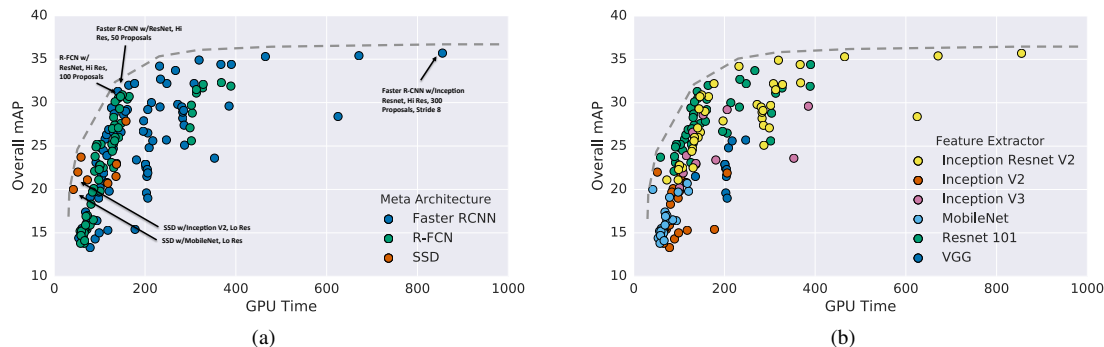 40
35
30
25
20
15
10
Overall mAP
0
200
400
600
800
1000
GPU Time
Faster R-CNN w/ResNet, Hi
Res, 50 Proposals
R-FCN w/
ResNet, Hi Res,
100 Proposals
Faster R-CNN w/Inception
Resnet, Hi Res, 300
Proposals, Stride 8
SSD w/Inception V2, Lo Res
SSD w/MobileNet, Lo Res
Meta Architecture
Faster RCNN
R-FCN
SSD
(a)
40
35
30
25
20
15
10
Overall mAP
0
200
400
600
800
1000
GPU Time
Feature Extractor
Inception Resnet V2
Inception V2
Inception V3
MobileNet
Resnet 101
VGG
(b)